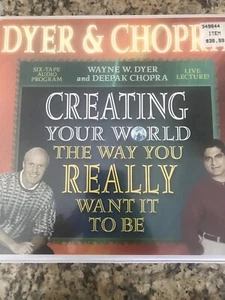 DYER & CHOPR
SIX-TAPE
AUDIO
PROGRAM
WAYNE W. DYER
and DEEPAK CHOPRA
LIVE
LECTURE!
ITEM
CREATING
YOUR WORLD
THE WAY YOU
REALLY
WANT IT
TO BE